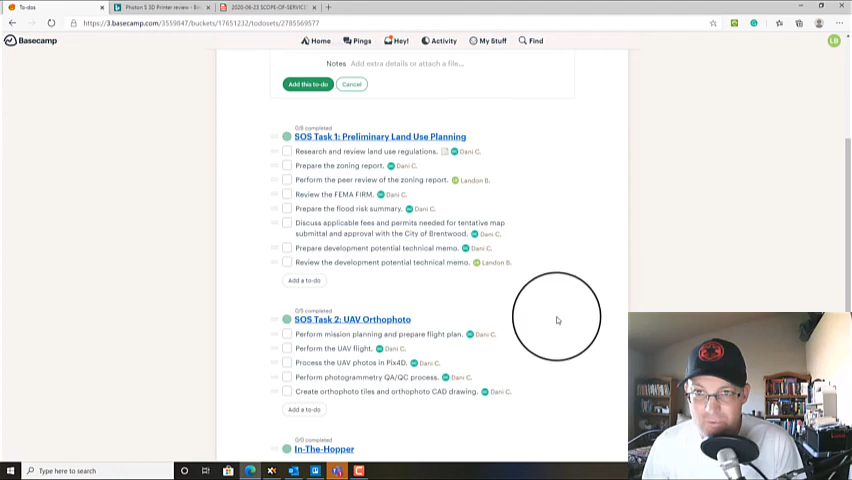 To-dos
Photon S 3D Printer review - Bi
2020-06-23 SCOPE-OF-SERVIC
https://3.basecamp.com/3559847/buckets/17651232/todosets/2785569577
Basecamp
Home Pings Hey! Activity My Stuff Find
LB
Notes Add extra details or attach a file...
Add this to-do Cancel
0/8 completed
SOS Task 1: Preliminary Land Use Planning
Research and review land use regulations. Dani C.
Prepare the zoning report. Dani C.
Perform the peer review of the zoning report. Landon B.
Review the FEMA FIRM. Dani C.
Prepare the flood risk summary. Dani C.
Discuss applicable fees and permits needed for tentative map
submittal and approval with the City of Brentwood. Dani C.
Prepare development potential technical memo. Dani C.
Review the development potential technical memo. Landon B.
Add a to-do
0/5 completed
SOS Task 2: UAV Orthophoto
Perform mission planning and prepare flight plan. Dani C.
Perform the UAV flight. Dani C.
Process the UAV photos in Pix4D. Dani C.
Perform photogrammetry QA/QC process. Dani C.
Create orthophoto tiles and orthophoto CAD drawing. Dani C.
Add a to-do
0/0 completed
In-The-Hopper
Type here to search